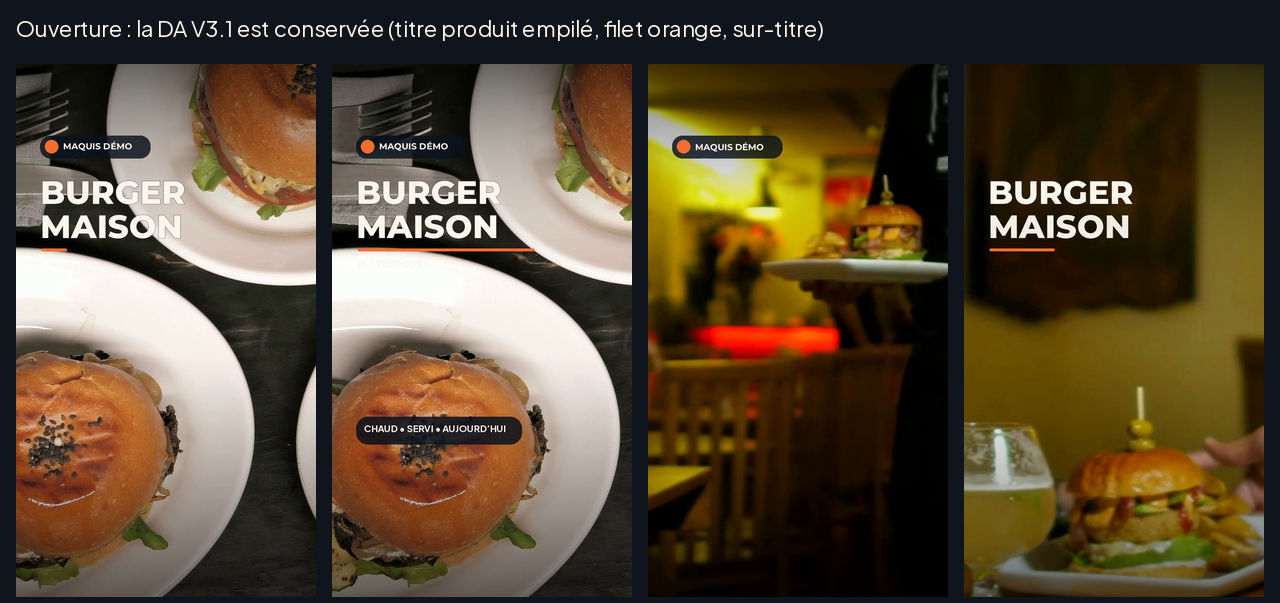 Ouverture : la DA V3.1 est conservée (titre produit empilé, filet orange, sur-titre)
MAQUIS DÉMO
BURGER
MAISON
MAQUIS DÉMO
BURGER
MAISON
CHAUD • SERVI • AUJOURD'HUI
MAQUIS DÉMO
BURGER
MAISON